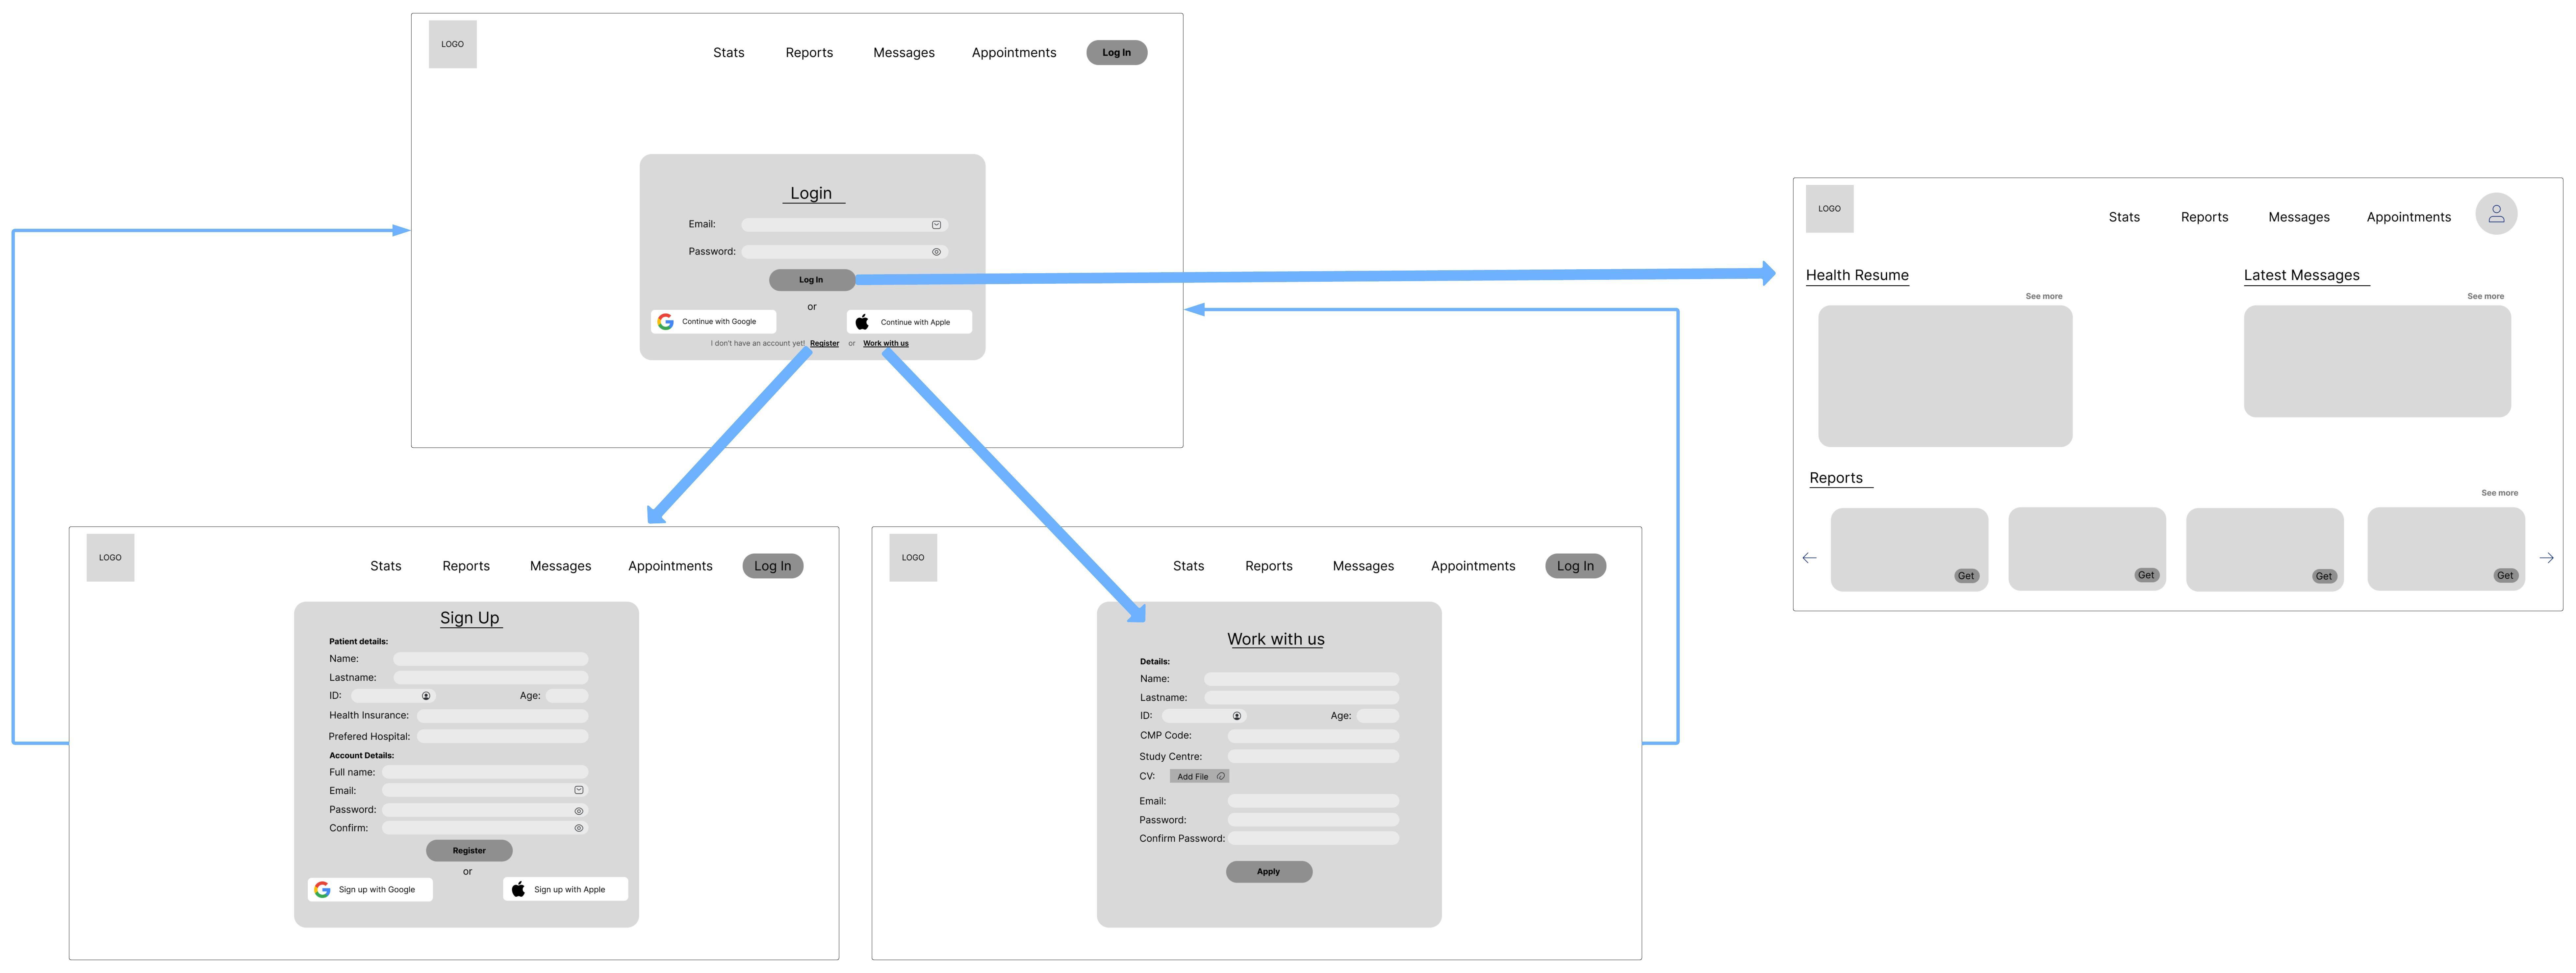 LOGO
Stats Reports Messages Appointments Log In
Login
Email:
Password:
Log In
or
Continue with Google Continue with Apple
I don't have an account yet! Register or Work with us
LOGO
Stats Reports Messages Appointments
Health Resume Latest Messages
See more See more
Reports
See more
Get Get Get Get
LOGO
Stats Reports Messages Appointments Log In
Sign Up
Patient details:
Name:
Lastname:
ID: Age:
Health Insurance:
Prefered Hospital:
Account Details:
Full name:
Email:
Password:
Confirm:
Register
or
Sign up with Google Sign up with Apple
LOGO
Stats Reports Messages Appointments Log In
Work with us
Details:
Name:
Lastname:
ID: Age:
CMP Code:
Study Centre:
CV: Add File
Email:
Password:
Confirm Password:
Apply